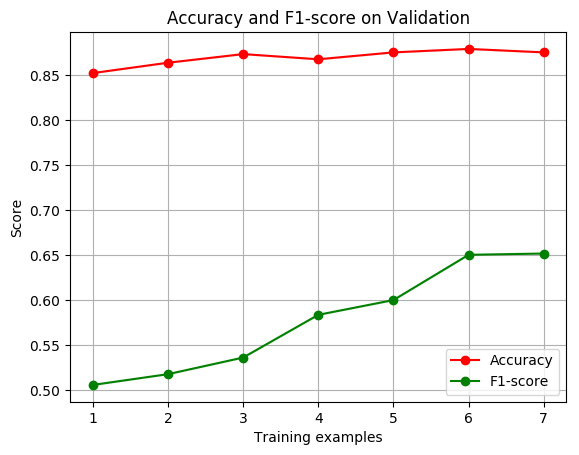 Accuracy and F1-score on Validation
Score
0.85
0.80
0.75
0.70
0.65
0.60
0.55
0.50
Accuracy
F1-score
1 2 3 4 5 6 7
Training examples